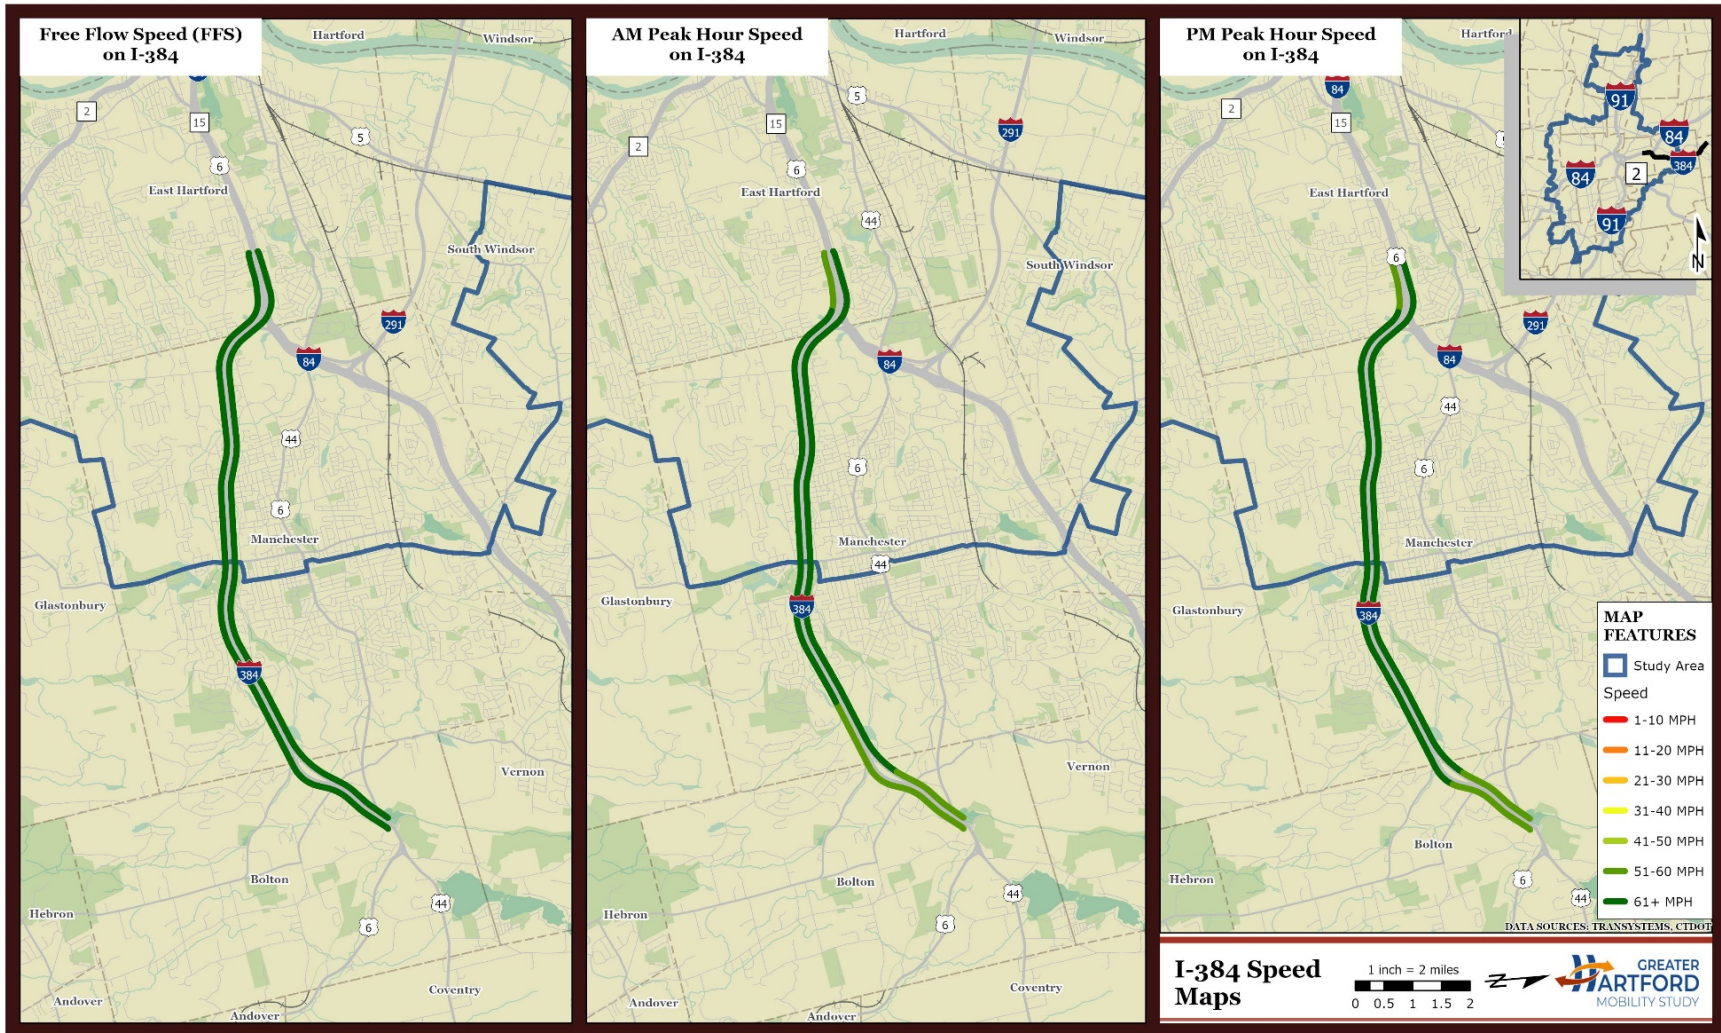 Free Flow Speed (FFS)
on I-384
Hartford
Windsor
2
15
5
6
East Hartford
South Windsor
291
84
44
6
Manchester
Glastonbury
384
Vernon
Bolton
Hebron
44
6
Andover
Coventry
Andover
AM Peak Hour Speed
on I-384
Hartford
Windsor
5
15
291
2
6
East Hartford
44
South Windsor
84
6
Manchester
44
Glastonbury
384
Vernon
Bolton
44
Hebron
6
Coventry
Andover
Andover
PM Peak Hour Speed
on I-384
Hartford
84
2
15
East Hartford
6
291
84
44
6
Manchester
Glastonbury
384
Bolton
Hebron
6
44
91
84
384
84
2
91
N
MAP
FEATURES
Study Area
Speed
1-10 MPH
11-20 MPH
21-30 MPH
31-40 MPH
41-50 MPH
51-60 MPH
61+ MPH
DATA SOURCES: TRANSYSTEMS, CTDOT
I-384 Speed
Maps
1 inch = 2 miles
0 0.5 1 1.5 2
N
GREATER
HARTFORD
MOBILITY STUDY